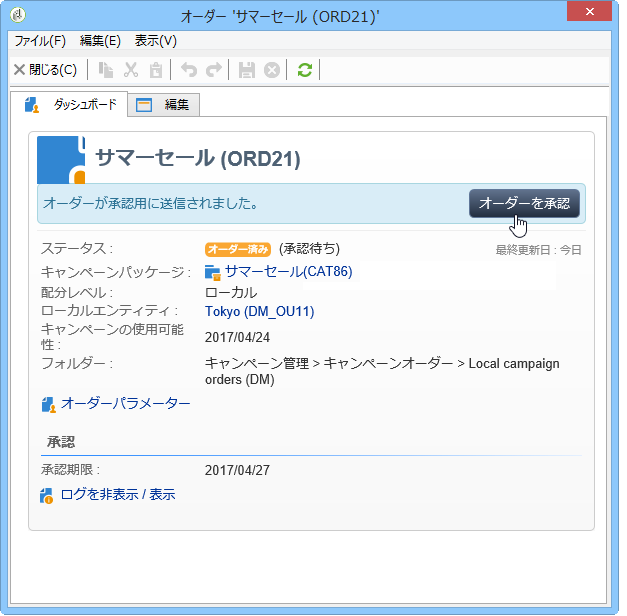 オーダー 'サマーセール (ORD21)'
ファイル(F) 編集(E) 表示(V)
閉じる(C)
ダッシュボード 編集
サマーセール (ORD21)
オーダーが承認用に送信されました。 オーダーを承認
ステータス : オーダー済み (承認待ち) 最終更新日 : 今日
キャンペーンパッケージ : サマーセール(CAT86)
配分レベル : ローカル
ローカルエンティティ : Tokyo (DM_OU11)
キャンペーンの使用可能
性 : 2017/04/24
フォルダー : キャンペーン管理 > キャンペーンオーダー > Local campaign
orders (DM)
オーダーパラメーター
承認
承認期限 : 2017/04/27
ログを非表示 / 表示